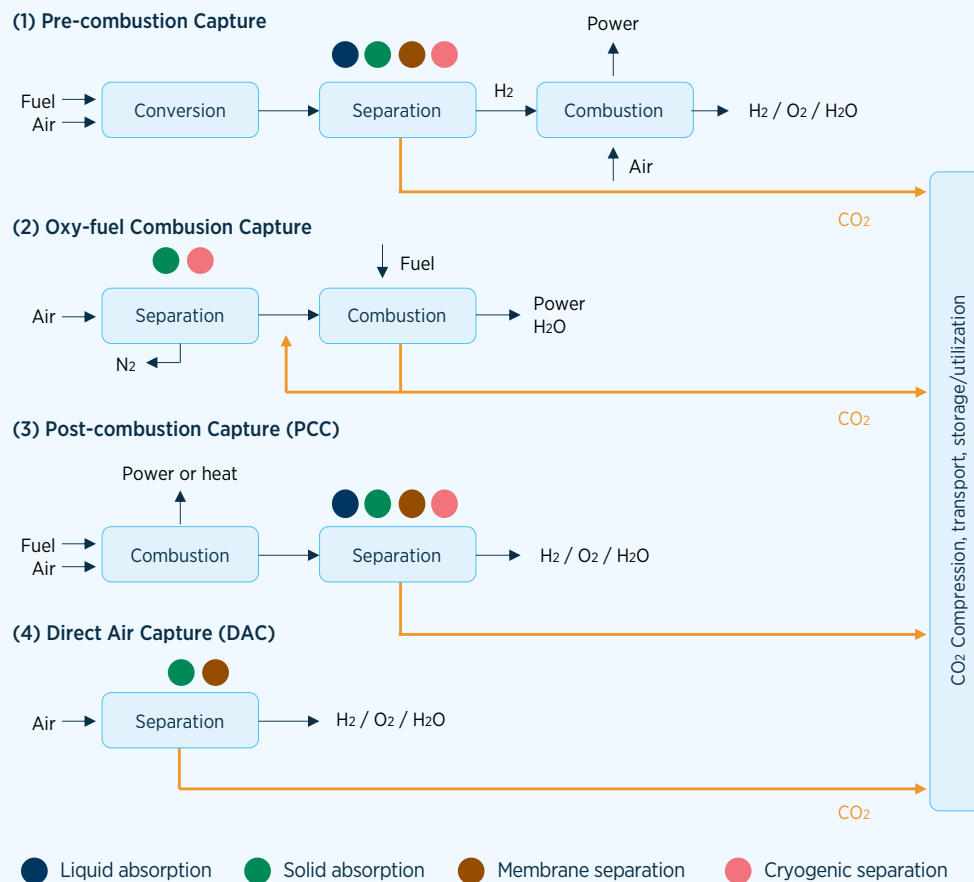 (1) Pre-combustion Capture
Power
Fuel
Air
Conversion
Separation
H2
Combustion
H2 / O2 / H2O
Air
CO2
(2) Oxy-fuel Combusion Capture
Fuel
Air
Separation
Combustion
Power
H2O
N2
CO2
(3) Post-combustion Capture (PCC)
Power or heat
Fuel
Air
Combustion
Separation
H2 / O2 / H2O
(4) Direct Air Capture (DAC)
Air
Separation
H2 / O2 / H2O
CO2
CO2 Compression, transport, storage/utilization
Liquid absorption
Solid absorption
Membrane separation
Cryogenic separation